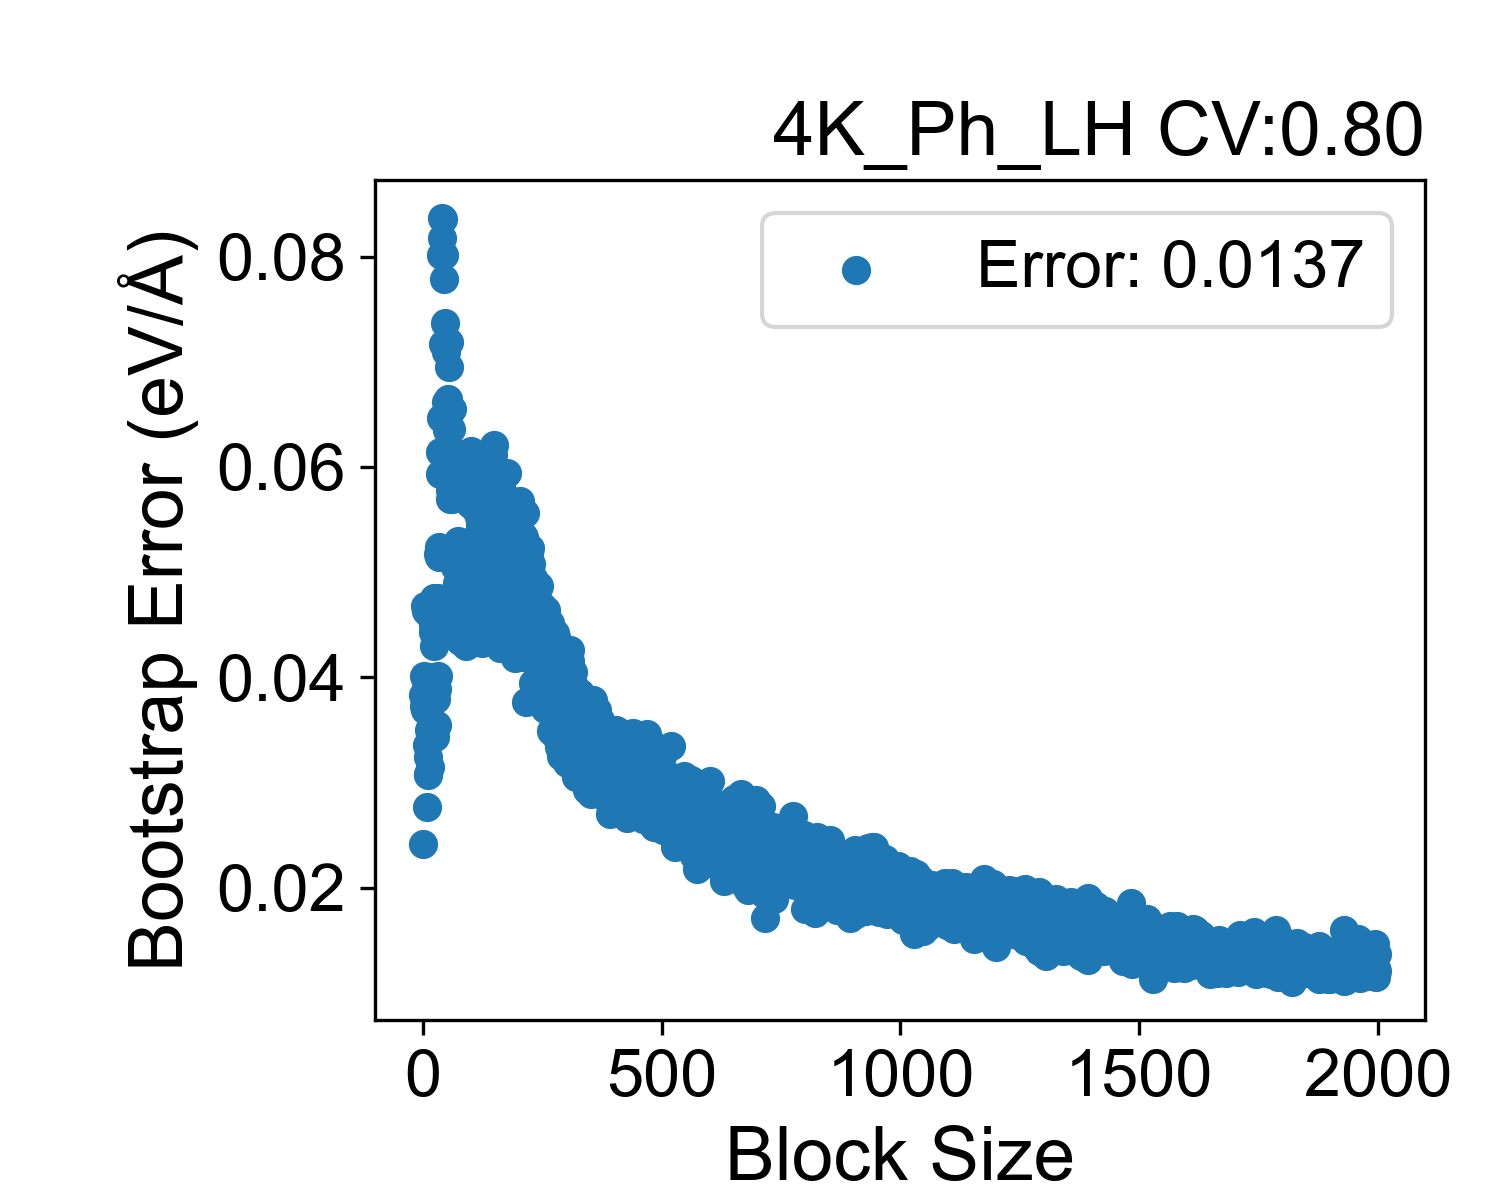 4K_Ph_LH CV:0.80
Error: 0.0137
Bootstrap Error (eV/Å)
0.08
0.06
0.04
0.02
0 500 1000 1500 2000
Block Size